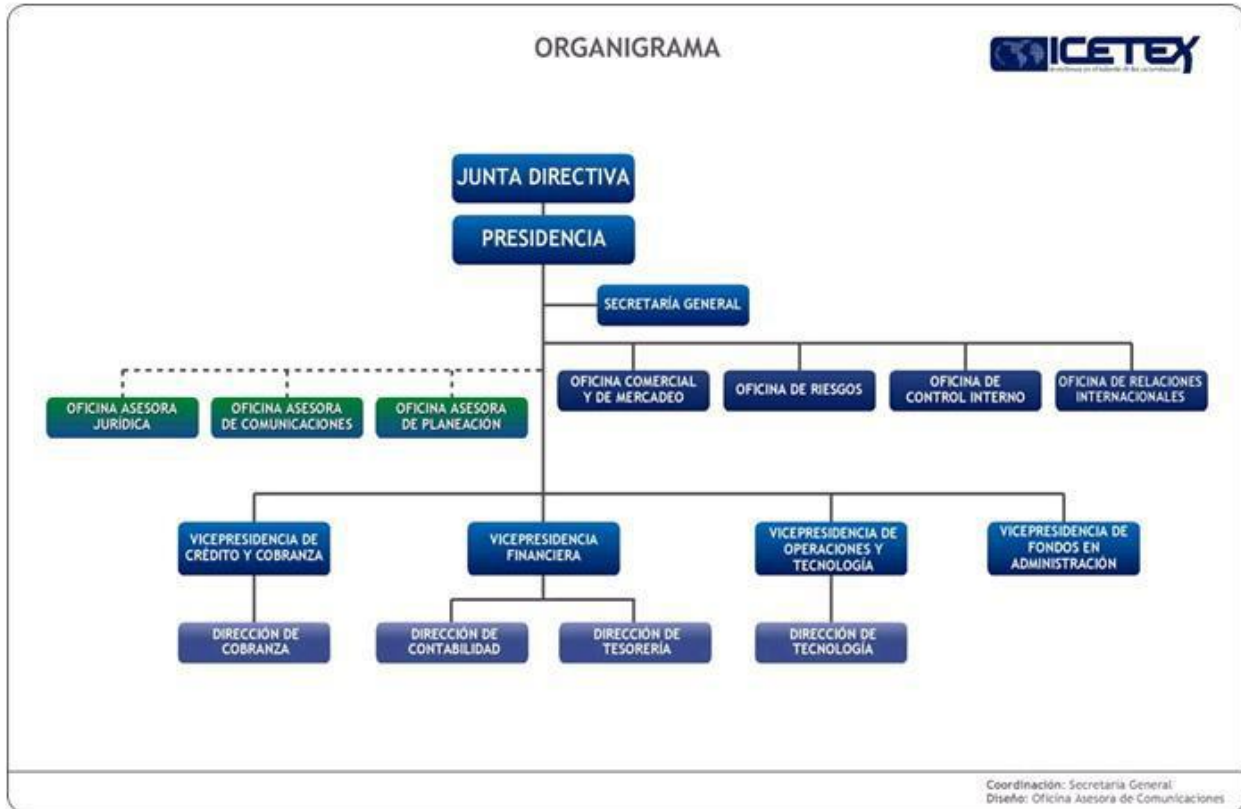 ORGANIGRAMA
ICETEX
JUNTA DIRECTIVA
PRESIDENCIA
SECRETARÍA GENERAL
OFICINA COMERCIAL
Y DE MERCADEO
OFICINA DE RIESGOS
OFICINA DE
CONTROL INTERNO
OFICINA DE RELACIONES
INTERNACIONALES
OFICINA ASESORA
JURÍDICA
OFICINA ASESORA
DE COMUNICACIONES
OFICINA ASESORA
DE PLANEACIÓN
VICEPRESIDENCIA DE
CRÉDITO Y COBRANZA
VICEPRESIDENCIA
FINANCIERA
VICEPRESIDENCIA DE
OPERACIONES Y
TECNOLOGÍA
VICEPRESIDENCIA DE
FONDOS EN
ADMINISTRACIÓN
DIRECCIÓN DE
COBRANZA
DIRECCIÓN DE
CONTABILIDAD
DIRECCIÓN DE
TESORERÍA
DIRECCIÓN DE
TECNOLOGÍA
Coordinación: Secretaría General
Diseño: Oficina Asesora de Comunicaciones